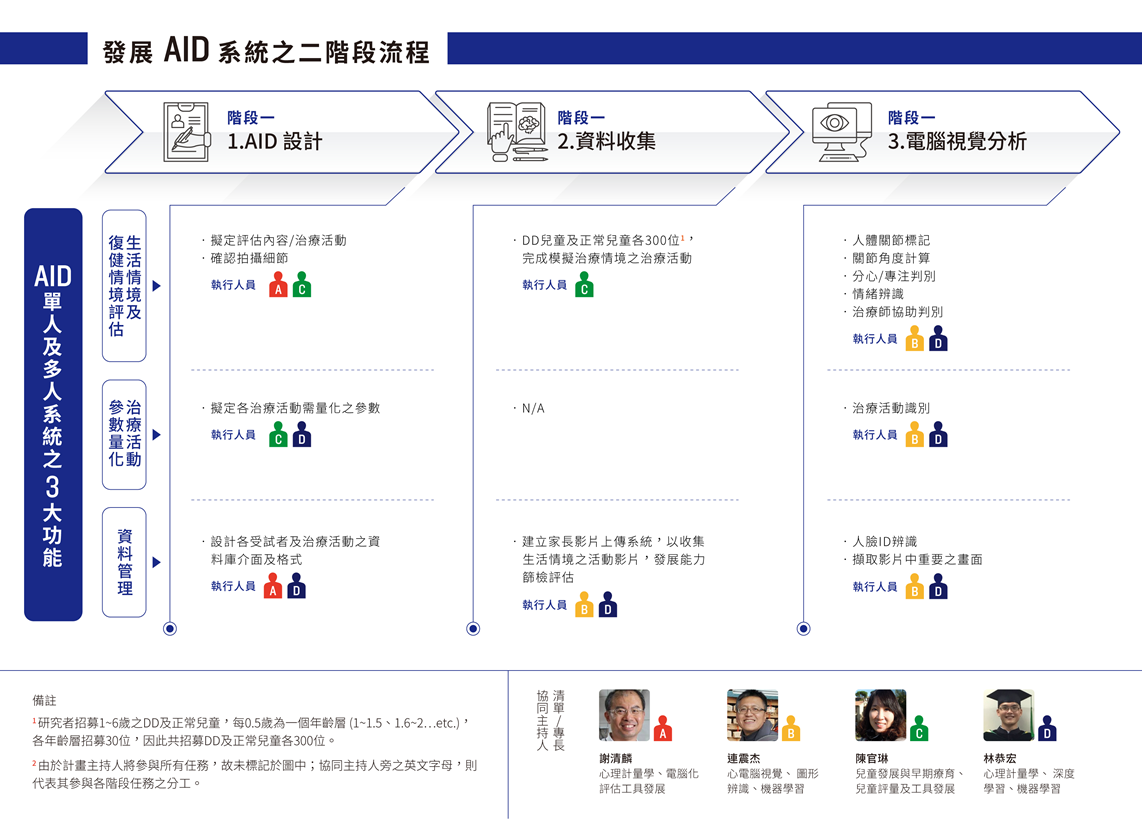 發展 AID 系統之二階段流程
階段一
1.AID 設計
階段一
2.資料收集
階段一
3.電腦視覺分析
AID
單人及多人系統之3大功能
生活情境及
復健情境評估
· 擬定評估內容/治療活動
· 確認拍攝細節
執行人員 A C
· DD兒童及正常兒童各300位1，
完成模擬治療情境之治療活動
執行人員 C
· 人體關節標記
· 關節角度計算
· 分心/專注判別
· 情緒辨識
· 治療師協助判別
執行人員 B D
治療活動
參數量化
· 擬定各治療活動需量化之參數
執行人員 C D
· N/A
· 治療活動識別
執行人員 B D
資料管理
· 設計各受試者及治療活動之資
料庫介面及格式
執行人員 A D
· 建立家長影片上傳系統，以收集
生活情境之活動影片，發展能力
篩檢評估
執行人員 B D
· 人臉ID辨識
· 擷取影片中重要之畫面
執行人員 B D
備註
1研究者招募1~6歲之DD及正常兒童，每0.5歲為一個年齡層 (1~1.5、1.6~2…etc.)，
各年齡層招募30位，因此共招募DD及正常兒童各300位。
2由於計畫主持人將參與所有任務，故未標記於圖中；協同主持人旁之英文字母，則
代表其參與各階段任務之分工。
清單/專長
協同主持人
A
謝清麟
心理計量學、電腦化
評估工具發展
B
連震杰
心電腦視覺、 圖形
辨識、機器學習
C
陳官琳
兒童發展與早期療育、
兒童評量及工具發展
D
林恭宏
心理計量學、 深度
學習、機器學習